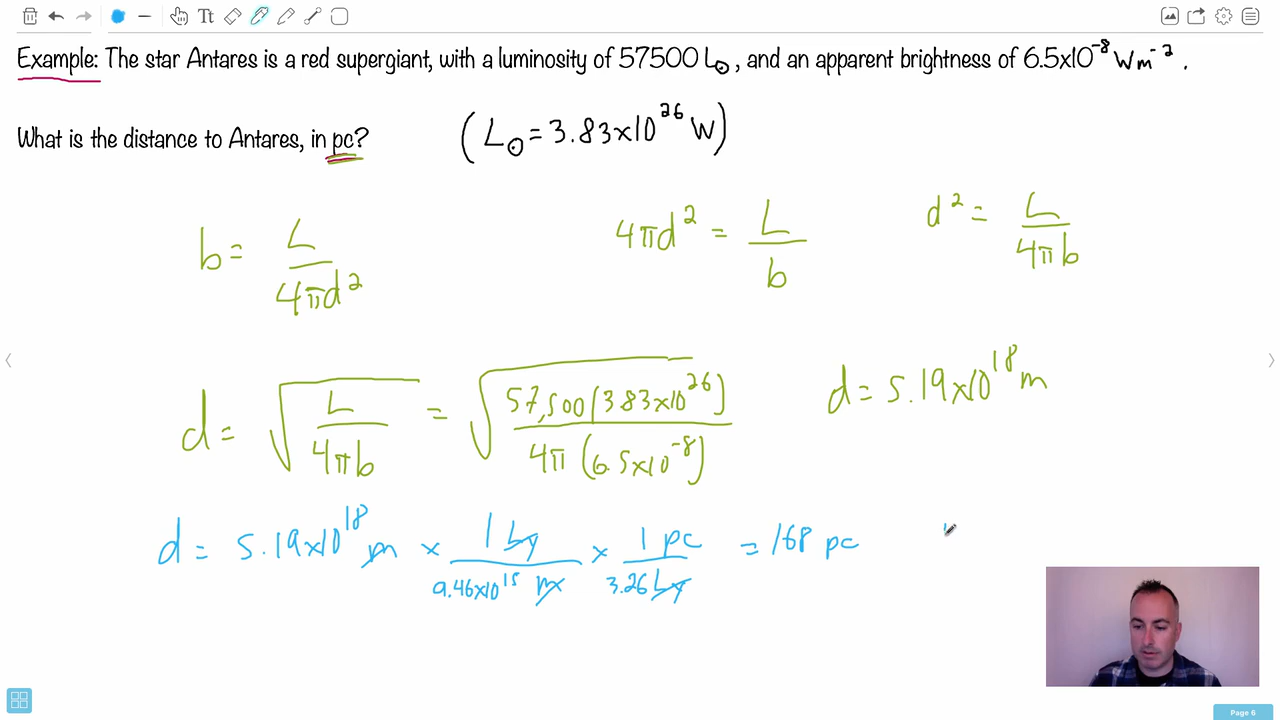 Example: The star Antares is a red supergiant, with a luminosity of 57500 L☉, and an apparent brightness of 6.5x10⁻⁸ Wm⁻².
What is the distance to Antares, in pc? (L☉ = 3.83x10²⁶ W)
b = L / 4πd²
4πd² = L / b
d² = L / 4πb
d = √(L / 4πb) = √(57,500(3.83x10²⁶) / 4π(6.5x10⁻⁸))
d = 5.19x10¹⁸ m
d = 5.19x10¹⁸ m x 1 Ly / 9.46x10¹⁵ m x 1 pc / 3.26 Ly = 168 pc
Tt
Page 6